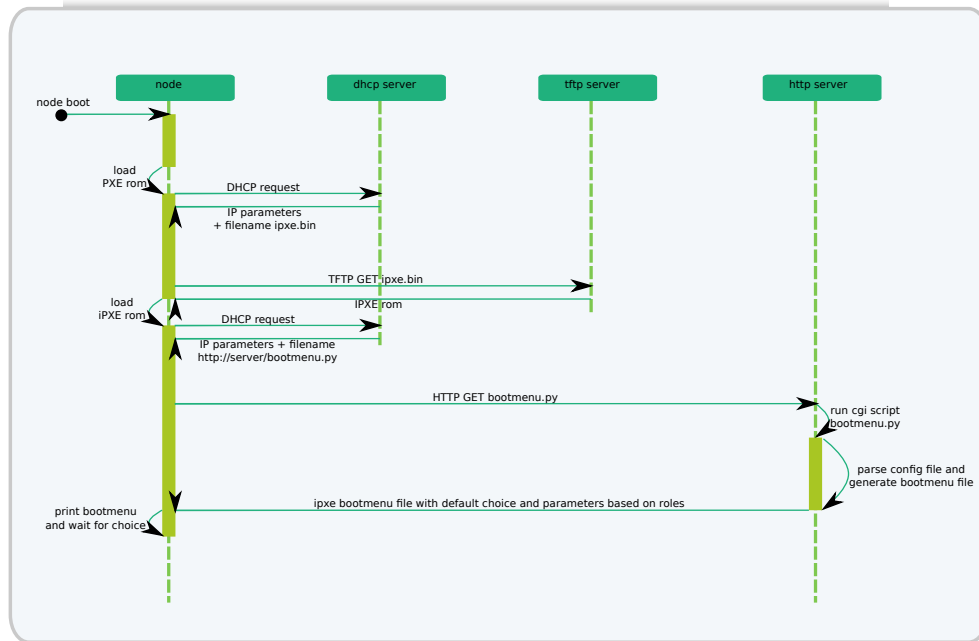 node
dhcp server
tftp server
http server
node boot
load
PXE rom
DHCP request
IP parameters
+ filename ipxe.bin
TFTP GET ipxe.bin
IPXE rom
load
iPXE rom
DHCP request
IP parameters + filename
http://server/bootmenu.py
HTTP GET bootmenu.py
run cgi script
bootmenu.py
parse config file and
generate bootmenu file
ipxe bootmenu file with default choice and parameters based on roles
print bootmenu
and wait for choice